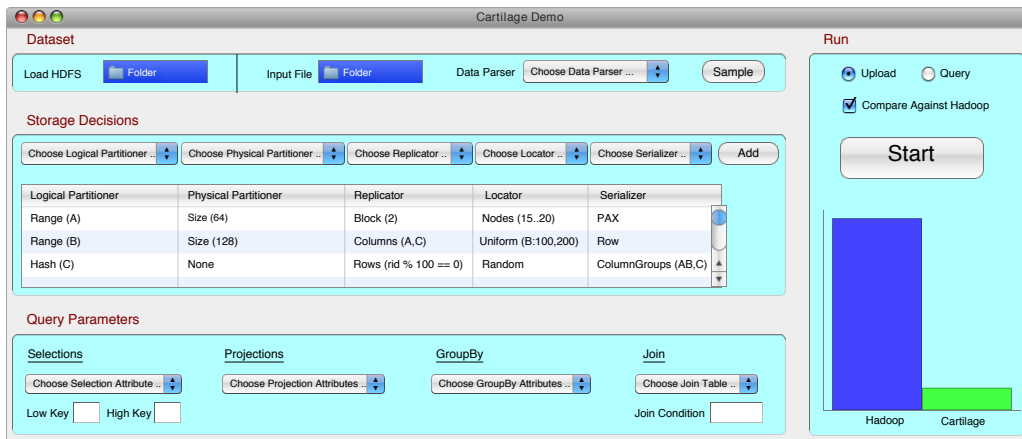 Cartilage Demo
Dataset
Load HDFS Folder Input File Folder Data Parser Choose Data Parser ... Sample
Storage Decisions
Choose Logical Partitioner .. Choose Physical Partitioner .. Choose Replicator .. Choose Locator .. Choose Serializer .. Add
Logical Partitioner Physical Partitioner Replicator Locator Serializer
Range (A) Size (64) Block (2) Nodes (15..20) PAX
Range (B) Size (128) Columns (A,C) Uniform (B:100,200) Row
Hash (C) None Rows (rid % 100 == 0) Random ColumnGroups (AB,C)
Query Parameters
Selections Projections GroupBy Join
Choose Selection Attribute .. Choose Projection Attributes .. Choose GroupBy Attributes .. Choose Join Table ..
Low Key High Key Join Condition
Run
Upload Query
Compare Against Hadoop
Start
Hadoop Cartilage